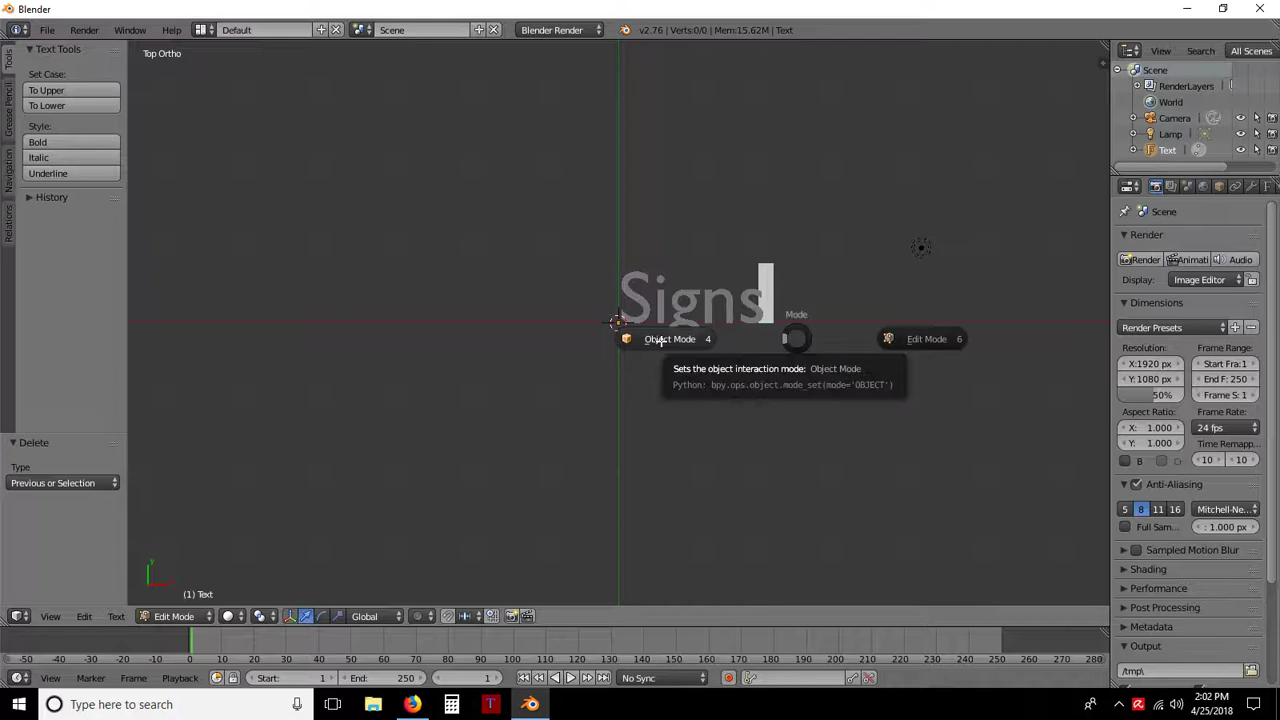 Blender
File Render Window Help Default Scene Blender Render v2.76 | Verts:0/0 | Mem:15.62M | Text
View Search All Scenes
Tools
Grease Pencil
Navigation
Relations
Text Tools
Set Case:
To Upper
To Lower
Style:
Bold
Italic
Underline
History
Delete
Type
Previous or Selection
Top Ortho
Signs
Mode
Object Mode 4
Edit Mode 6
Sets the object interaction mode: Object Mode
Python: bpy.ops.object.mode_set(mode='OBJECT')
y
(1) Text
View Edit Text Edit Mode Global
Scene
RenderLayers
World
Camera
Lamp
Text
F
Scene
Render
Render Animati Audio
Display: Image Editor
Dimensions
Render Presets
Resolution: Frame Range:
X:1920 px Start Fra:1
Y:1080 px End F: 250
50% Frame S: 1
Aspect Ratio: Frame Rate:
X: 1.000 24 fps
Y: 1.000 Time Remapp...
B Cr 10 10
Anti-Aliasing
5 8 11 16 Mitchell-Ne...
Full Sam... : 1.000 px
Sampled Motion Blur
Shading
Performance
Post Processing
Metadata
Output
/tmp\
-50 -40 -30 -20 -10 0 10 20 30 40 50 60 70 80 90 100 110 120 130 140 150 160 170 180 190 200 210 220 230 240 250 260 270 280
View Marker Frame Playback Start: 1 End: 250 1 No Sync
Type here to search
T
2:02 PM
4/25/2018